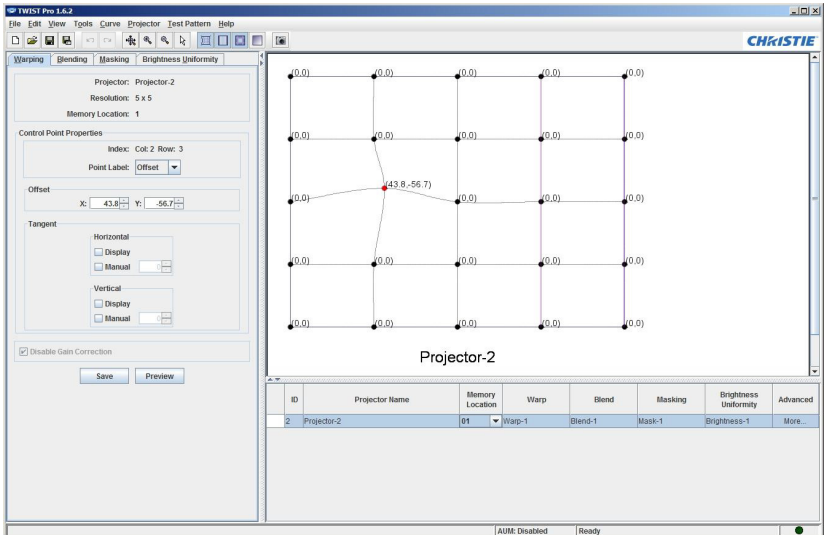 TWIST Pro 1.6.2
File Edit View Tools Curve Projector Test Pattern Help
CHRISTIE
Warping Blending Masking Brightness Uniformity
Projector: Projector-2
Resolution: 5 x 5
Memory Location: 1
Control Point Properties
Index: Col: 2 Row: 3
Point Label: Offset
Offset
X: 43.8 Y: -56.7
Tangent
Horizontal
Display
Manual 0
Vertical
Display
Manual 0
Disable Gain Correction
Save Preview
(0,0) (0,0) (0,0) (0,0) (0,0)
(0,0) (0,0) (0,0) (0,0) (0,0)
(43.8,-56.7)
(0,0) (0,0) (0,0) (0,0)
(0,0) (0,0) (0,0) (0,0) (0,0)
(0,0) (0,0) (0,0) (0,0) (0,0)
Projector-2
ID Projector Name Memory Location Warp Blend Masking Brightness Uniformity Advanced
2 Projector-2 01 Warp-1 Blend-1 Mask-1 Brightness-1 More...
AUM: Disabled Ready